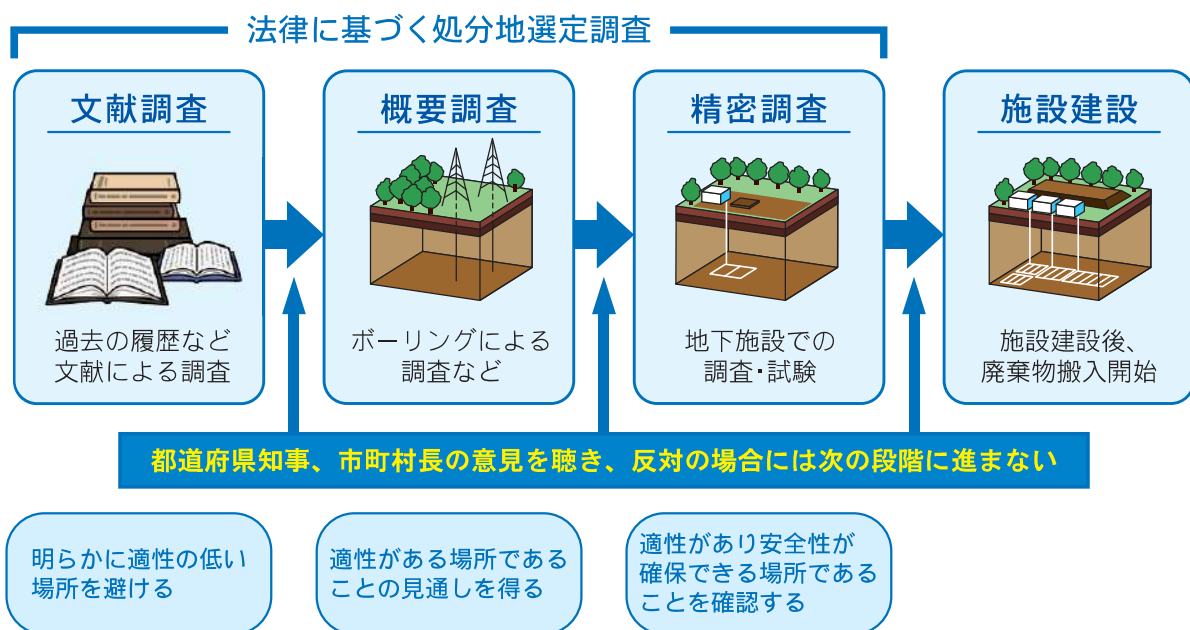 法律に基づく処分地選定調査
文献調査
過去の履歴など
文献による調査
概要調査
ボーリングによる
調査など
精密調査
地下施設での
調査・試験
施設建設
施設建設後、
廃棄物搬入開始
都道府県知事、市町村長の意見を聴き、反対の場合には次の段階に進まない
明らかに適性の低い
場所を避ける
適性がある場所である
ことの見通しを得る
適性があり安全性が
確保できる場所である
ことを確認する